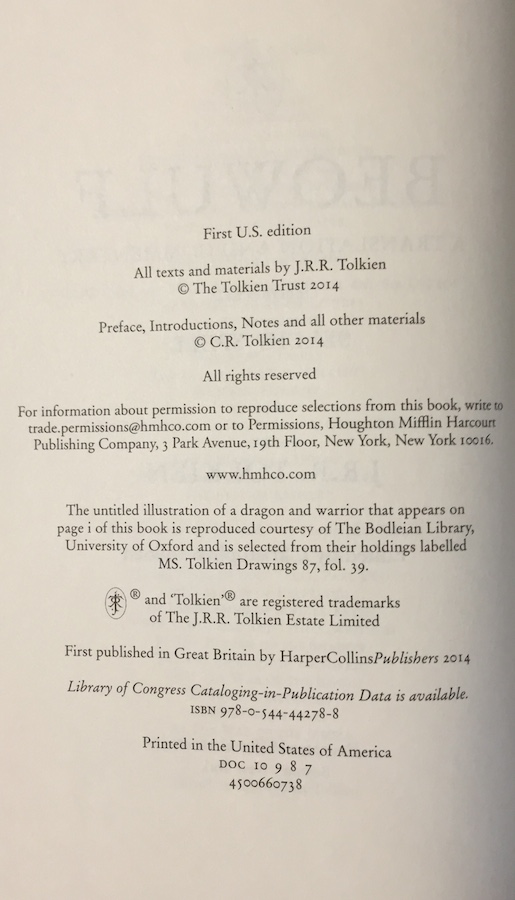 First U.S. edition
All texts and materials by J.R.R. Tolkien
© The Tolkien Trust 2014
Preface, Introductions, Notes and all other materials
© C.R. Tolkien 2014
All rights reserved
For information about permission to reproduce selections from this book, write to
trade.permissions@hmhco.com or to Permissions, Houghton Mifflin Harcourt
Publishing Company, 3 Park Avenue, 19th Floor, New York, New York 10016.
www.hmhco.com
The untitled illustration of a dragon and warrior that appears on
page i of this book is reproduced courtesy of The Bodleian Library,
University of Oxford and is selected from their holdings labelled
MS. Tolkien Drawings 87, fol. 39.
® and ‘Tolkien’® are registered trademarks
of The J.R.R. Tolkien Estate Limited
First published in Great Britain by HarperCollinsPublishers 2014
Library of Congress Cataloging-in-Publication Data is available.
ISBN 978-0-544-44278-8
Printed in the United States of America
DOC 10 9 8 7
4500660738